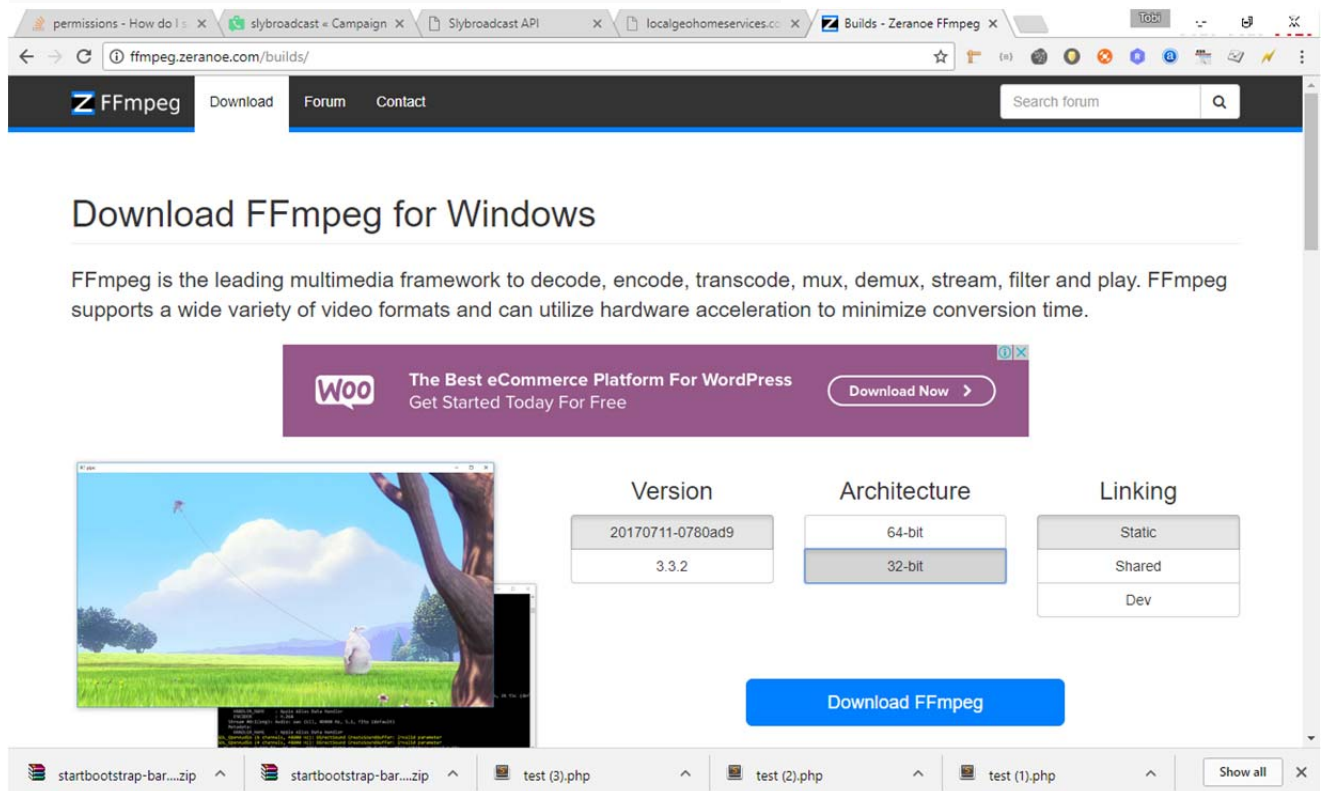 permissions - How do I s
slybroadcast « Campaign
Slybroadcast API
localgeohomeservices.co
Builds - Zeranoe FFmpeg
Tobi
ffmpeg.zeranoe.com/builds/
Z FFmpeg
Download
Forum
Contact
Search forum
Download FFmpeg for Windows
FFmpeg is the leading multimedia framework to decode, encode, transcode, mux, demux, stream, filter and play. FFmpeg
supports a wide variety of video formats and can utilize hardware acceleration to minimize conversion time.
WOO
The Best eCommerce Platform For WordPress
Get Started Today For Free
Download Now
Version
Architecture
Linking
20170711-0780ad9
64-bit
Static
3.3.2
32-bit
Shared
Dev
Download FFmpeg
startbootstrap-bar....zip
startbootstrap-bar....zip
test (3).php
test (2).php
test (1).php
Show all